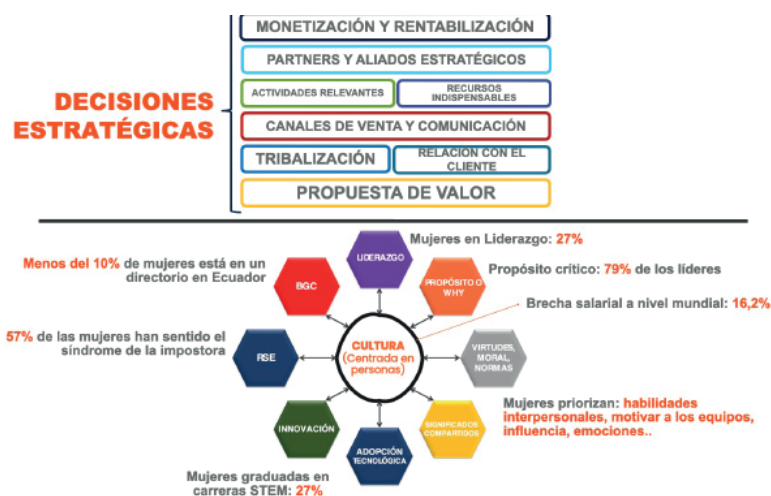 MONETIZACIÓN Y RENTABILIZACIÓN
PARTNERS Y ALIADOS ESTRATÉGICOS
DECISIONES
ESTRATÉGICAS
ACTIVIDADES RELEVANTES
RECURSOS
INDISPENSABLES
CANALES DE VENTA Y COMUNICACIÓN
TRIBALIZACIÓN
RELACIÓN CON EL
CLIENTE
PROPUESTA DE VALOR
Mujeres en Liderazgo: 27%
LIDERAZGO
Menos del 10% de mujeres está en un
directorio en Ecuador
BGC
PROPÓSITO O
WHY
Propósito crítico: 79% de los líderes
Brecha salarial a nivel mundial: 16,2%
57% de las mujeres han sentido el
síndrome de la impostora
RSE
CULTURA
(Centrada en
personas)
VIRTUDES,
MORAL,
NORMAS
Mujeres priorizan: habilidades
interpersonales, motivar a los equipos,
influencia, emociones..
INNOVACIÓN
SIGNIFICADOS
COMPARTIDOS
ADOPCIÓN
TECNOLÓGICA
Mujeres graduadas en
carreras STEM: 27%